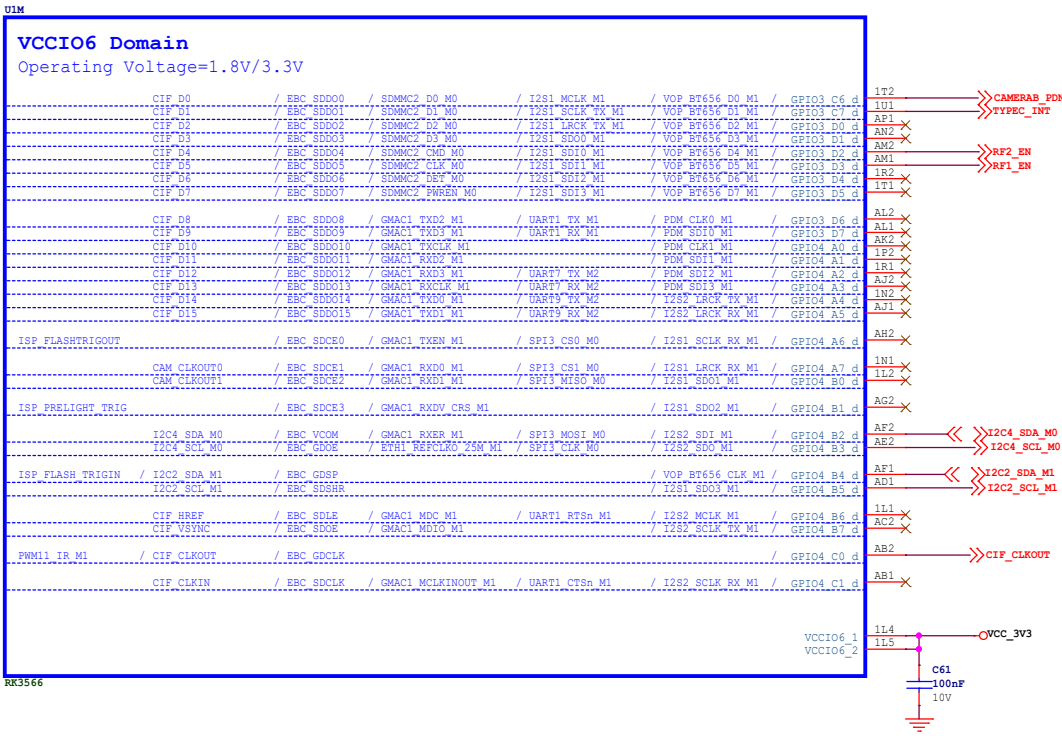 U1M
VCCIO6 Domain
Operating Voltage=1.8V/3.3V
CIF_D0 / EBC_SDDO0 / SDMMC2_D0_M0 / I2S1_MCLK_M1 / VOP_BT656_D0_M1 / GPIO3_C6_d 1T2 CAMERAB_PDN
CIF_D1 / EBC_SDDO1 / SDMMC2_D1_M0 / I2S1_SCLK_TX_M1 / VOP_BT656_D1_M1 / GPIO3_C7_d 1U1 TYPEC_INT
CIF_D2 / EBC_SDDO2 / SDMMC2_D2_M0 / I2S1_LRCK_TX_M1 / VOP_BT656_D2_M1 / GPIO3_D0_d AP1
CIF_D3 / EBC_SDDO3 / SDMMC2_D3_M0 / I2S1_SDO0_M1 / VOP_BT656_D3_M1 / GPIO3_D1_d AN2
CIF_D4 / EBC_SDDO4 / SDMMC2_CMD_M0 / I2S1_SDI0_M1 / VOP_BT656_D4_M1 / GPIO3_D2_d AM2 RF2_EN
CIF_D5 / EBC_SDDO5 / SDMMC2_CLK_M0 / I2S1_SDI1_M1 / VOP_BT656_D5_M1 / GPIO3_D3_d AM1 RF1_EN
CIF_D6 / EBC_SDDO6 / SDMMC2_DET_M0 / I2S1_SDI2_M1 / VOP_BT656_D6_M1 / GPIO3_D4_d 1R2
CIF_D7 / EBC_SDDO7 / SDMMC2_PWREN_M0 / I2S1_SDI3_M1 / VOP_BT656_D7_M1 / GPIO3_D5_d 1T1
CIF_D8 / EBC_SDDO8 / GMAC1_TXD2_M1 / UART1_TX_M1 / PDM_CLK0_M1 / GPIO3_D6_d AL2
CIF_D9 / EBC_SDDO9 / GMAC1_TXD3_M1 / UART1_RX_M1 / PDM_SDI0_M1 / GPIO3_D7_d AL1
CIF_D10 / EBC_SDDO10 / GMAC1_TXCLK_M1 / PDM_CLK1_M1 / GPIO4_A0_d AK2
CIF_D11 / EBC_SDDO11 / GMAC1_RXD2_M1 / PDM_SDI1_M1 / GPIO4_A1_d 1P2
CIF_D12 / EBC_SDDO12 / GMAC1_RXD3_M1 / UART7_TX_M2 / PDM_SDI2_M1 / GPIO4_A2_d 1R1
CIF_D13 / EBC_SDDO13 / GMAC1_RXCLK_M1 / UART7_RX_M2 / PDM_SDI3_M1 / GPIO4_A3_d AJ2
CIF_D14 / EBC_SDDO14 / GMAC1_TXD0_M1 / UART9_TX_M2 / I2S2_LRCK_TX_M1 / GPIO4_A4_d 1N2
CIF_D15 / EBC_SDDO15 / GMAC1_TXD1_M1 / UART9_RX_M2 / I2S2_LRCK_RX_M1 / GPIO4_A5_d AJ1
ISP_FLASHTRIGOUT / EBC_SDCE0 / GMAC1_TXEN_M1 / SPI3_CS0_M0 / I2S1_SCLK_RX_M1 / GPIO4_A6_d AH2
CAM_CLKOUT0 / EBC_SDCE1 / GMAC1_RXD0_M1 / SPI3_CS1_M0 / I2S1_LRCK_RX_M1 / GPIO4_A7_d 1N1
CAM_CLKOUT1 / EBC_SDCE2 / GMAC1_RXD1_M1 / SPI3_MISO_M0 / I2S1_SDO1_M1 / GPIO4_B0_d 1L2
ISP_PRELIGHT_TRIG / EBC_SDCE3 / GMAC1_RXDV_CRS_M1 / I2S1_SDO2_M1 / GPIO4_B1_d AG2
I2C4_SDA_M0 / EBC_VCOM / GMAC1_RXER_M1 / SPI3_MOSI_M0 / I2S2_SDI_M1 / GPIO4_B2_d AF2 I2C4_SDA_M0
I2C4_SCL_M0 / EBC_GDOE / ETH1_REFCLKO_25M_M1 / SPI3_CLK_M0 / I2S2_SDO_M1 / GPIO4_B3_d AE2 I2C4_SCL_M0
ISP_FLASH_TRIGIN / I2C2_SDA_M1 / EBC_GDSP / VOP_BT656_CLK_M1 / GPIO4_B4_d AF1 I2C2_SDA_M1
I2C2_SCL_M1 / EBC_SDSHR / I2S1_SDO3_M1 / GPIO4_B5_d AD1 I2C2_SCL_M1
CIF_HREF / EBC_SDLE / GMAC1_MDC_M1 / UART1_RTSn_M1 / I2S2_MCLK_M1 / GPIO4_B6_d 1L1
CIF_VSYNC / EBC_SDOE / GMAC1_MDIO_M1 / I2S2_SCLK_TX_M1 / GPIO4_B7_d AC2
PWM11_IR_M1 / CIF_CLKOUT / EBC_GDCLK / GPIO4_C0_d AB2 CIF_CLKOUT
CIF_CLKIN / EBC_SDCLK / GMAC1_MCLKINOUT_M1 / UART1_CTSn_M1 / I2S2_SCLK_RX_M1 / GPIO4_C1_d AB1
VCCIO6_1 1L4 VCC_3V3
VCCIO6_2 1L5
C61
RK3566 100nF
10V